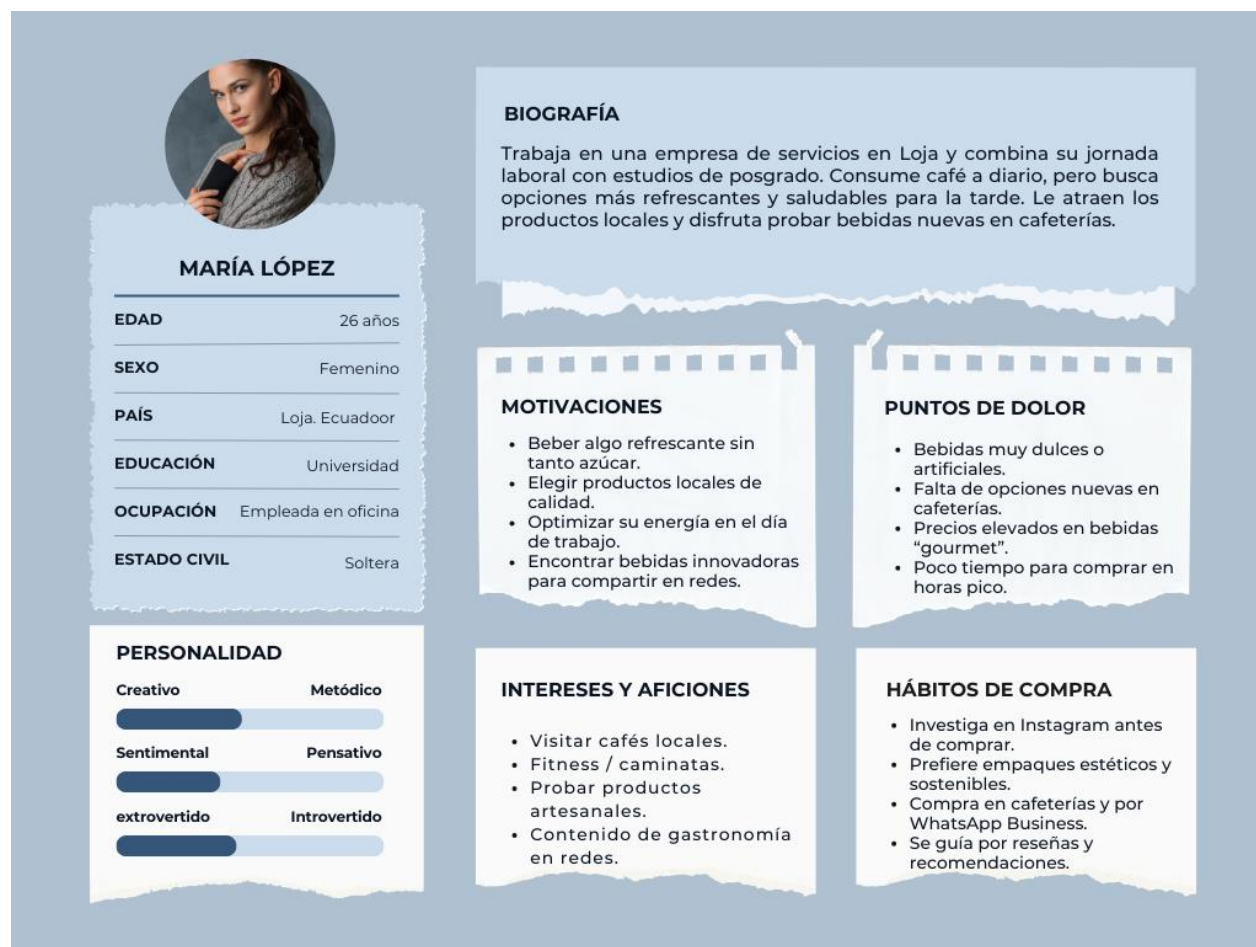 MARÍA LÓPEZ
EDAD 26 años
SEXO Femenino
PAÍS Loja. Ecuadoor
EDUCACIÓN Universidad
OCUPACIÓN Empleada en oficina
ESTADO CIVIL Soltera
PERSONALIDAD
Creativo Metódico
Sentimental Pensativo
extrovertido Introvertido
BIOGRAFÍA
Trabaja en una empresa de servicios en Loja y combina su jornada
laboral con estudios de posgrado. Consume café a diario, pero busca
opciones más refrescantes y saludables para la tarde. Le atraen los
productos locales y disfruta probar bebidas nuevas en cafeterías.
MOTIVACIONES
• Beber algo refrescante sin
tanto azúcar.
• Elegir productos locales de
calidad.
• Optimizar su energía en el día
de trabajo.
• Encontrar bebidas innovadoras
para compartir en redes.
PUNTOS DE DOLOR
• Bebidas muy dulces o
artificiales.
• Falta de opciones nuevas en
cafeterías.
• Precios elevados en bebidas
“gourmet”.
• Poco tiempo para comprar en
horas pico.
INTERESES Y AFICIONES
• Visitar cafés locales.
• Fitness / caminatas.
• Probar productos
artesanales.
• Contenido de gastronomía
en redes.
HÁBITOS DE COMPRA
• Investiga en Instagram antes
de comprar.
• Prefiere empaques estéticos y
sostenibles.
• Compra en cafeterías y por
WhatsApp Business.
• Se guía por reseñas y
recomendaciones.